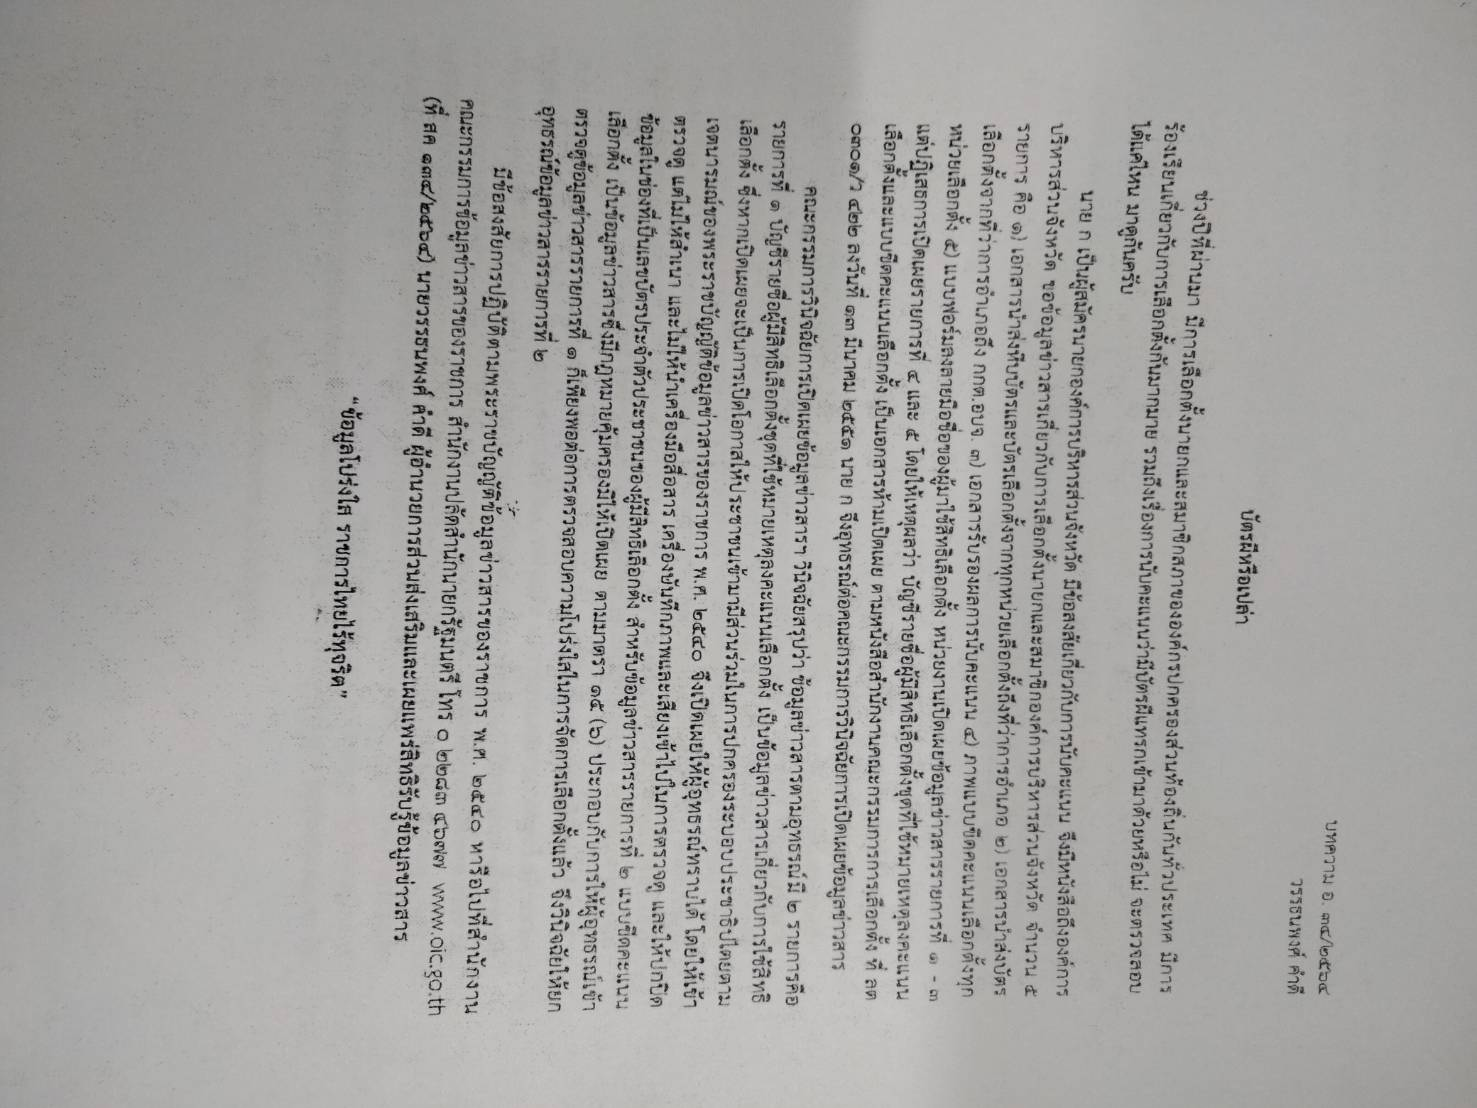 บทความ อ. ๓๔/๒๕๖๔
วรรธนพงศ์ คำดี
บัตรผีหรือเปล่า
ช่วงปีที่ผ่านมา มีการเลือกตั้งนายกและสมาชิกสภาขององค์กรปกครองส่วนท้องถิ่นกันทั่วประเทศ มีการ
ร้องเรียนเกี่ยวกับการเลือกตั้งกันมากมาย รวมถึงเรื่องการนับคะแนนว่ามีบัตรผีแทรกเข้ามาด้วยหรือไม่ จะตรวจสอบ
ได้แค่ไหน มาดูกันครับ
นาย ก เป็นผู้สมัครนายกองค์การบริหารส่วนจังหวัด มีข้อสงสัยเกี่ยวกับการนับคะแนน จึงมีหนังสือถึงองค์การ
บริหารส่วนจังหวัด ขอข้อมูลข่าวสารเกี่ยวกับการเลือกตั้งนายกและสมาชิกองค์การบริหารส่วนจังหวัด จำนวน ๕
รายการ คือ ๑) เอกสารนำส่งหีบบัตรและบัตรเลือกตั้งจากทุกหน่วยเลือกตั้งถึงที่ว่าการอำเภอ ๒) เอกสารนำส่งบัตร
เลือกตั้งจากที่ว่าการอำเภอถึง กกต.อบจ. ๓) เอกสารรับรองผลการนับคะแนน ๔) ภาพแบบขีดคะแนนเลือกตั้งทุก
หน่วยเลือกตั้ง ๕) แบบฟอร์มลงลายมือชื่อของผู้มาใช้สิทธิเลือกตั้ง หน่วยงานเปิดเผยข้อมูลข่าวสารรายการที่ ๑ - ๓
แต่ปฏิเสธการเปิดเผยรายการที่ ๔ และ ๕ โดยให้เหตุผลว่า บัญชีรายชื่อผู้มีสิทธิเลือกตั้งชุดที่ใช้หมายเหตุลงคะแนน
เลือกตั้งและแบบขีดคะแนนเลือกตั้ง เป็นเอกสารห้ามเปิดเผย ตามหนังสือสำนักงานคณะกรรมการการเลือกตั้ง ที่ ลต
๐๓๐๑/ว ๔๒๒ ลงวันที่ ๑๓ มีนาคม ๒๕๕๑ นาย ก จึงอุทธรณ์ต่อคณะกรรมการวินิจฉัยการเปิดเผยข้อมูลข่าวสาร
คณะกรรมการวินิจฉัยการเปิดเผยข้อมูลข่าวสารฯ วินิจฉัยสรุปว่า ข้อมูลข่าวสารตามอุทธรณ์มี ๒ รายการคือ
รายการที่ ๑ บัญชีรายชื่อผู้มีสิทธิเลือกตั้งชุดที่ใช้หมายเหตุลงคะแนนเลือกตั้ง เป็นข้อมูลข่าวสารเกี่ยวกับการใช้สิทธิ
เลือกตั้ง ซึ่งหากเปิดเผยจะเป็นการเปิดโอกาสให้ประชาชนเข้ามามีส่วนร่วมในการปกครองระบอบประชาธิปไตยตาม
เจตนารมณ์ของพระราชบัญญัติข้อมูลข่าวสารของราชการ พ.ศ. ๒๕๔๐ จึงเปิดเผยให้ผู้อุทธรณ์ทราบได้ โดยให้เข้า
ตรวจดู แต่ไม่ให้สำเนา และไม่ให้นำเครื่องมือสื่อสาร เครื่องบันทึกภาพและเสียงเข้าไปในการตรวจดู และให้ปกปิด
ข้อมูลในช่องที่เป็นเลขบัตรประจำตัวประชาชนของผู้มีสิทธิเลือกตั้ง สำหรับข้อมูลข่าวสารรายการที่ ๒ แบบขีดคะแนน
เลือกตั้ง เป็นข้อมูลข่าวสารซึ่งมีกฎหมายคุ้มครองมิให้เปิดเผย ตามมาตรา ๑๕ (๖) ประกอบกับการให้ผู้อุทธรณ์เข้า
ตรวจดูข้อมูลข่าวสารรายการที่ ๑ ก็เพียงพอต่อการตรวจสอบความโปร่งใสในการจัดการเลือกตั้งแล้ว จึงวินิจฉัยให้ยก
อุทธรณ์ข้อมูลข่าวสารรายการที่ ๒
มีข้อสงสัยการปฏิบัติตามพระราชบัญญัติข้อมูลข่าวสารของราชการ พ.ศ. ๒๕๔๐ หารือไปที่สำนักงาน
คณะกรรมการข้อมูลข่าวสารของราชการ สำนักงานปลัดสำนักนายกรัฐมนตรี โทร ๐ ๒๒๘๓ ๔๖๗๗ www.oic.go.th
(ที่ สค ๑๓๔/๒๕๖๔) นายวรรธนพงศ์ คำดี ผู้อำนวยการส่วนส่งเสริมและเผยแพร่สิทธิรับรู้ข้อมูลข่าวสาร
“ข้อมูลโปร่งใส ราชการไทยไร้ทุจริต”